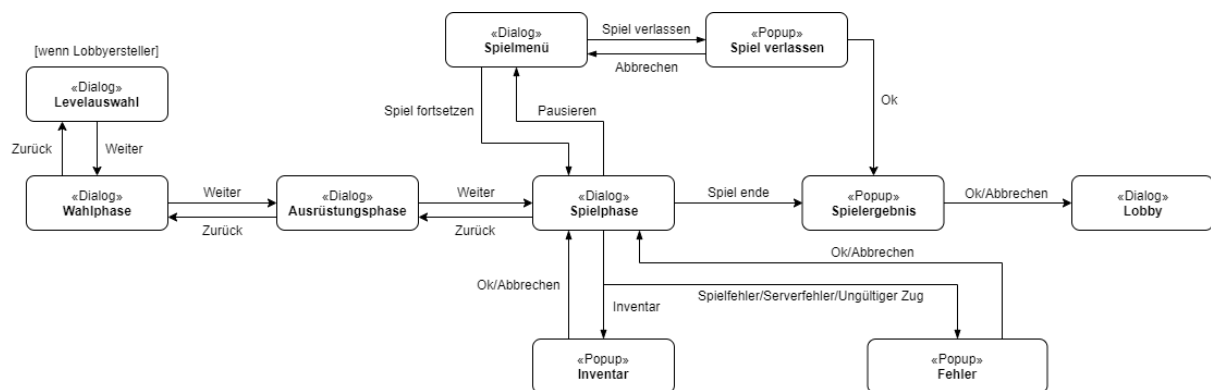 «Dialog»
Spielmenü
Spiel verlassen
Abbrechen
«Popup»
Spiel verlassen
[wenn Lobbyersteller]
«Dialog»
Levelauswahl
Spiel fortsetzen
Pausieren
Ok
Zurück
Weiter
«Dialog»
Wahlphase
Weiter
Zurück
«Dialog»
Ausrüstungsphase
Weiter
Zurück
«Dialog»
Spielphase
Spiel ende
«Popup»
Spielergebnis
Ok/Abbrechen
«Dialog»
Lobby
Ok/Abbrechen
Ok/Abbrechen
Inventar
Spielfehler/Serverfehler/Ungültiger Zug
«Popup»
Inventar
«Popup»
Fehler